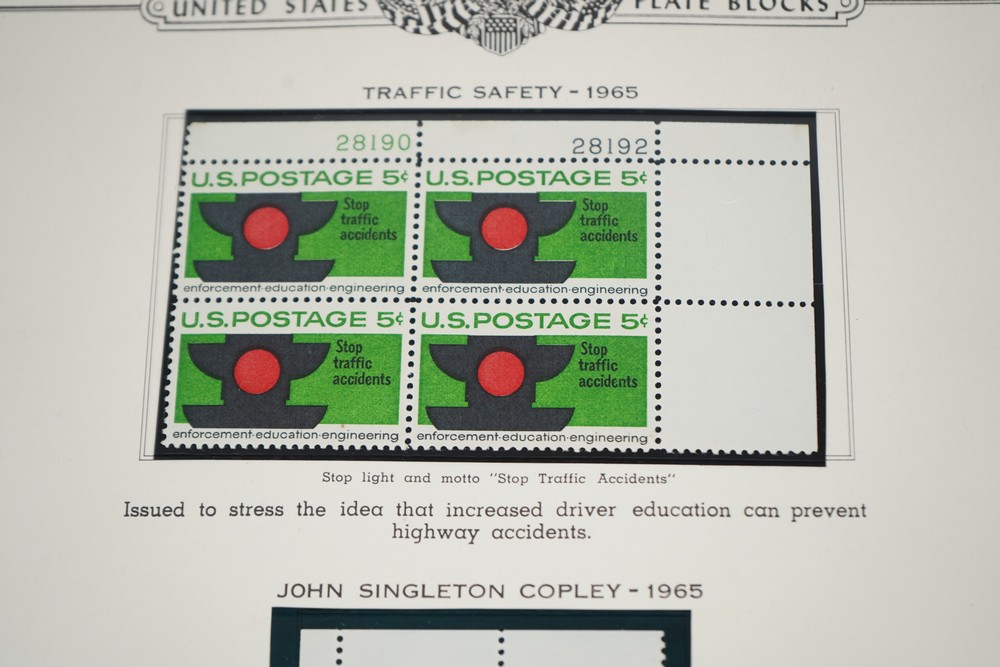 UNITED STATES PLATE BLOCKS
TRAFFIC SAFETY - 1965
28190 28192
U.S. POSTAGE 5¢ U.S. POSTAGE 5¢
Stop Stop
traffic traffic
accidents accidents
enforcement·education·engineering enforcement·education·engineering
U.S. POSTAGE 5¢ U.S. POSTAGE 5¢
Stop Stop
traffic traffic
accidents accidents
enforcement·education·engineering enforcement·education·engineering
Stop light and motto "Stop Traffic Accidents"
Issued to stress the idea that increased driver education can prevent
highway accidents.
JOHN SINGLETON COPLEY - 1965